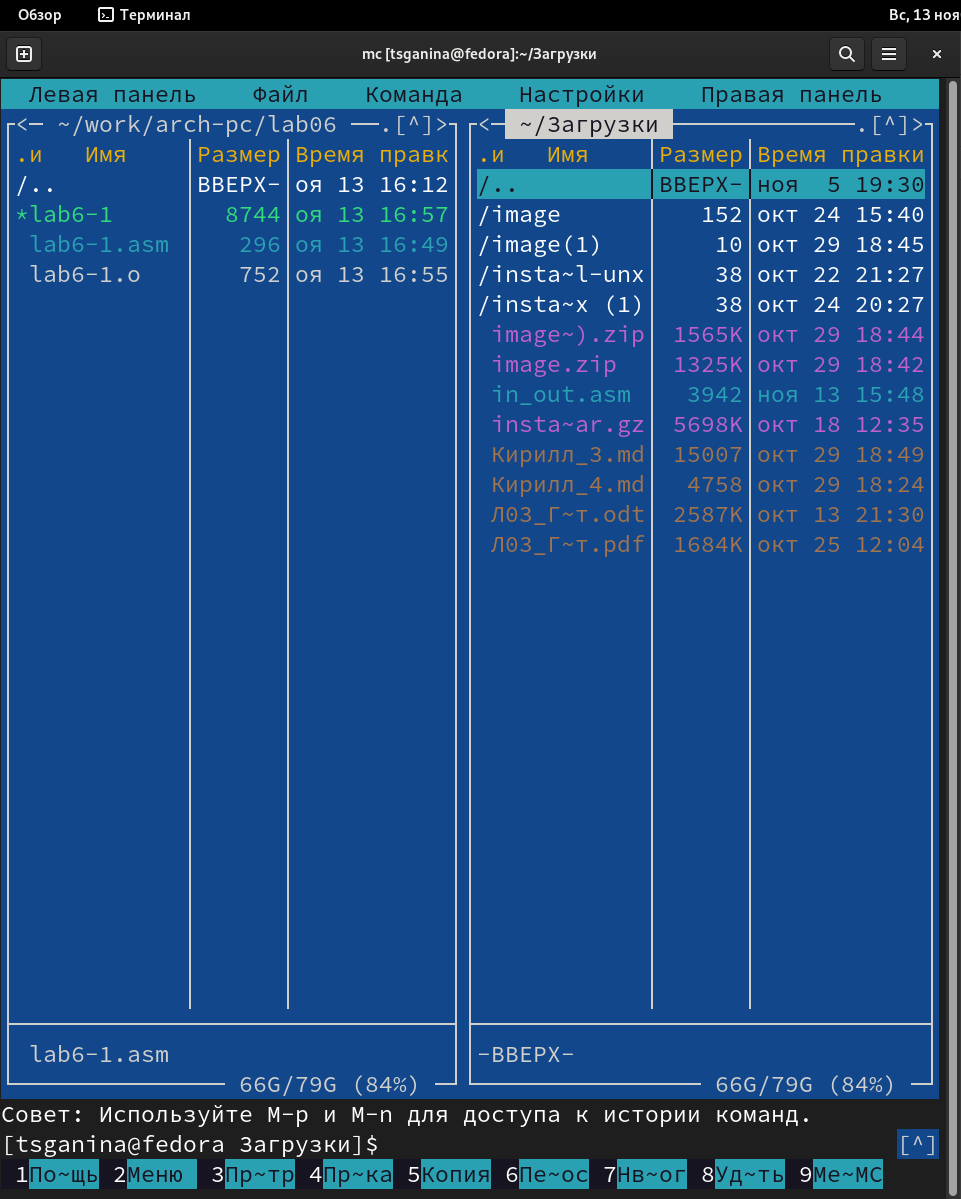 Обзор Терминал Вс, 13 ноя
mc [tsganina@fedora]:~/Загрузки
Левая панель Файл Команда Настройки Правая панель
<— ~/work/arch-pc/lab06 ——.[^]> <— ~/Загрузки ——.[^]>
.и Имя Размер Время правк .и Имя Размер Время правки
/.. ВВЕРХ- оя 13 16:12 /.. ВВЕРХ- ноя 5 19:30
*lab6-1 8744 оя 13 16:57 /image 152 окт 24 15:40
lab6-1.asm 296 оя 13 16:49 /image(1) 10 окт 29 18:45
lab6-1.o 752 оя 13 16:55 /insta~l-unx 38 окт 22 21:27
/insta~x (1) 38 окт 24 20:27
image~).zip 1565K окт 29 18:44
image.zip 1325K окт 29 18:42
in_out.asm 3942 ноя 13 15:48
insta~ar.gz 5698K окт 18 12:35
Кирилл_3.md 15007 окт 29 18:49
Кирилл_4.md 4758 окт 29 18:24
Л03_Г~т.odt 2587K окт 13 21:30
Л03_Г~т.pdf 1684K окт 25 12:04
lab6-1.asm -ВВЕРХ-
66G/79G (84%) 66G/79G (84%)
Совет: Используйте M-p и M-n для доступа к истории команд.
[tsganina@fedora Загрузки]$ [^]
1По~щь 2Меню 3Пр~тр 4Пр~ка 5Копия 6Пе~ос 7Нв~ог 8Уд~ть 9Ме~МС